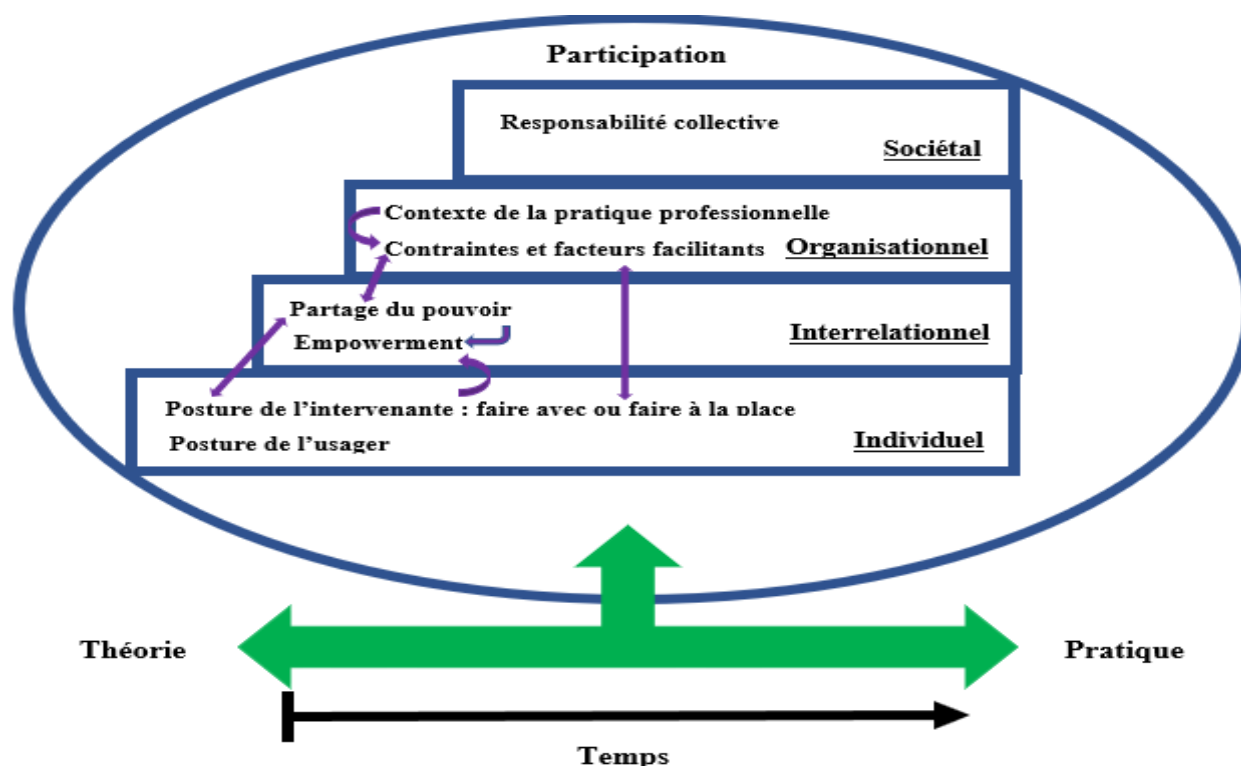 Participation
Responsabilité collective
Sociétal
Contexte de la pratique professionnelle
Contraintes et facteurs facilitants
Organisationnel
Partage du pouvoir
Empowerment
Interrelationnel
Posture de l’intervenante : faire avec ou faire à la place
Posture de l’usager
Individuel
Théorie
Pratique
Temps